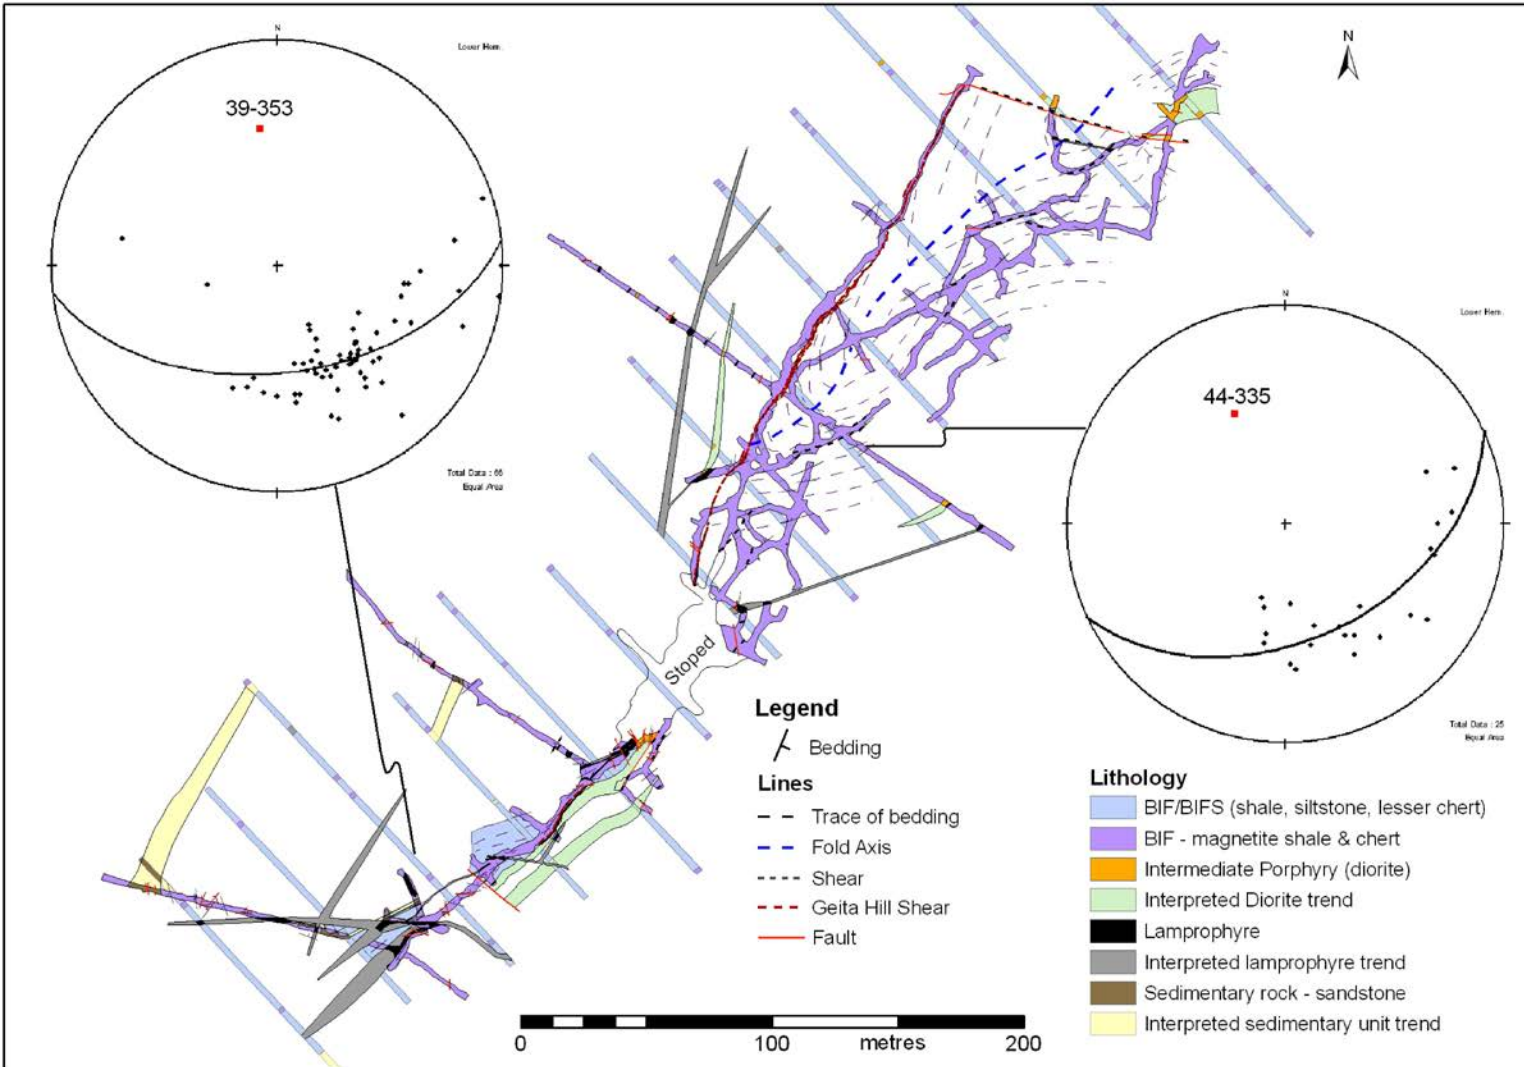 N
Lower Hem.
39-353
Total Data : 66
Equal Area
N
N
Lower Hem.
44-335
Total Data : 25
Equal Area
Stoped
Legend
Bedding
Lines
Trace of bedding
Fold Axis
Shear
Geita Hill Shear
Fault
Lithology
BIF/BIFS (shale, siltstone, lesser chert)
BIF - magnetite shale & chert
Intermediate Porphyry (diorite)
Interpreted Diorite trend
Lamprophyre
Interpreted lamprophyre trend
Sedimentary rock - sandstone
Interpreted sedimentary unit trend
0 100 metres 200